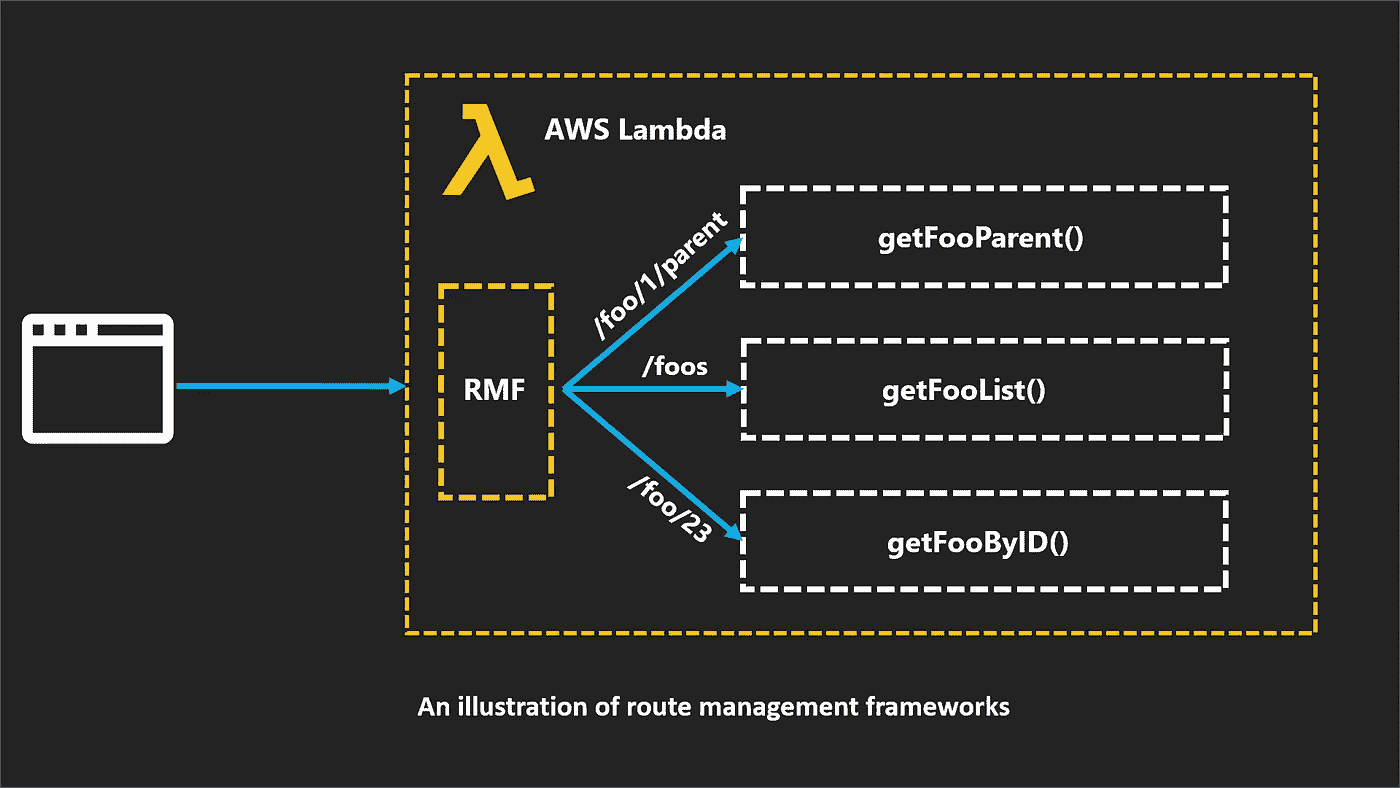 AWS Lambda
/foo/1/parent
getFooParent()
RMF
/foos
getFooList()
/foo/23
getFooByID()
An illustration of route management frameworks